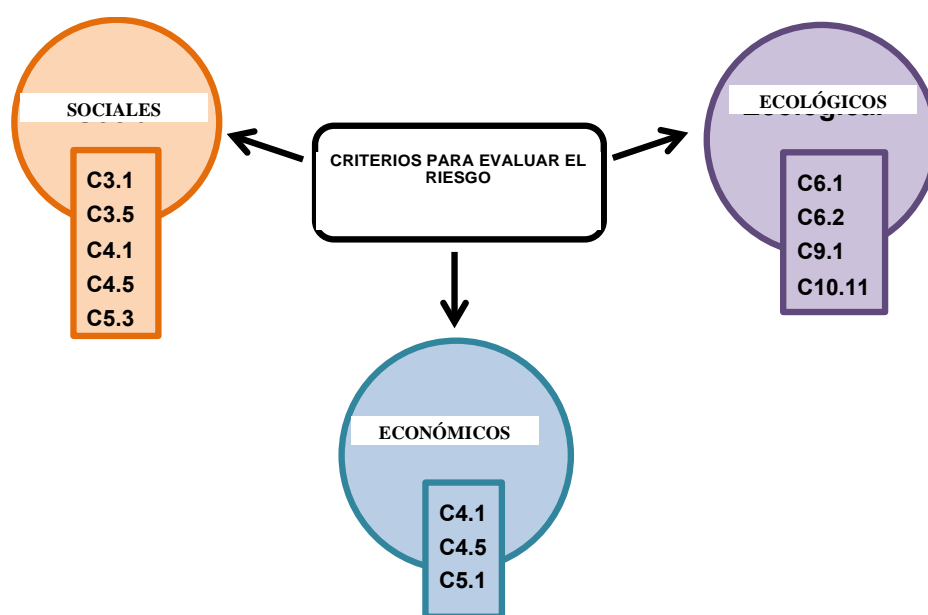 SOCIALES
C3.1
C3.5
C4.1
C4.5
C5.3
CRITERIOS PARA EVALUAR EL
RIESGO
ECOLÓGICOS
C6.1
C6.2
C9.1
C10.11
ECONÓMICOS
C4.1
C4.5
C5.1